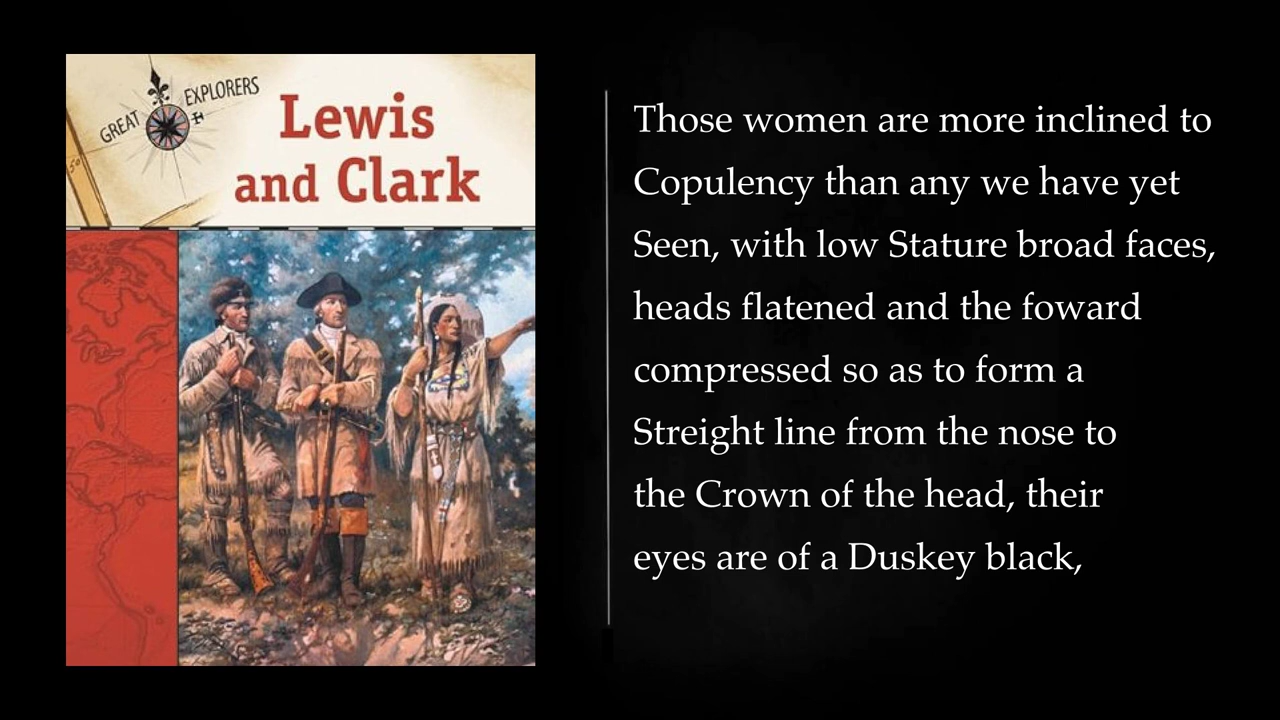 GREAT EXPLORERS
Lewis
and Clark
50
Those women are more inclined to
Copulency than any we have yet
Seen, with low Stature broad faces,
heads flatened and the foward
compressed so as to form a
Streight line from the nose to
the Crown of the head, their
eyes are of a Duskey black,